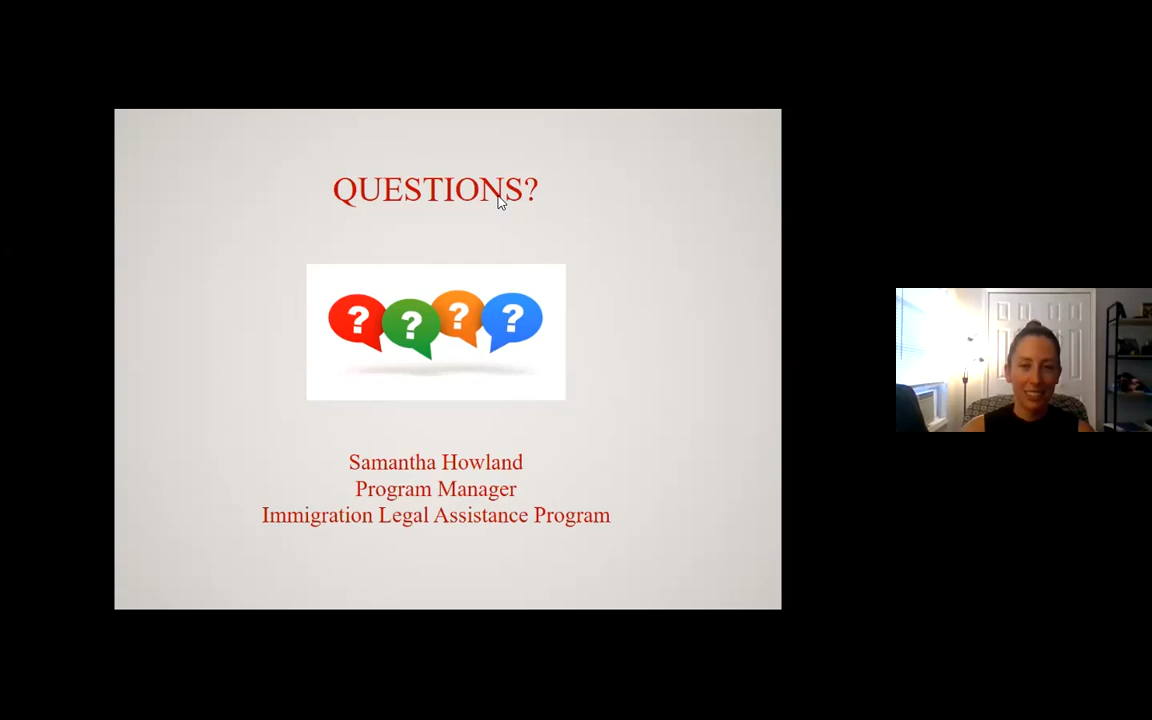 QUESTIONS?
? ? ? ?
Samantha Howland
Program Manager
Immigration Legal Assistance Program